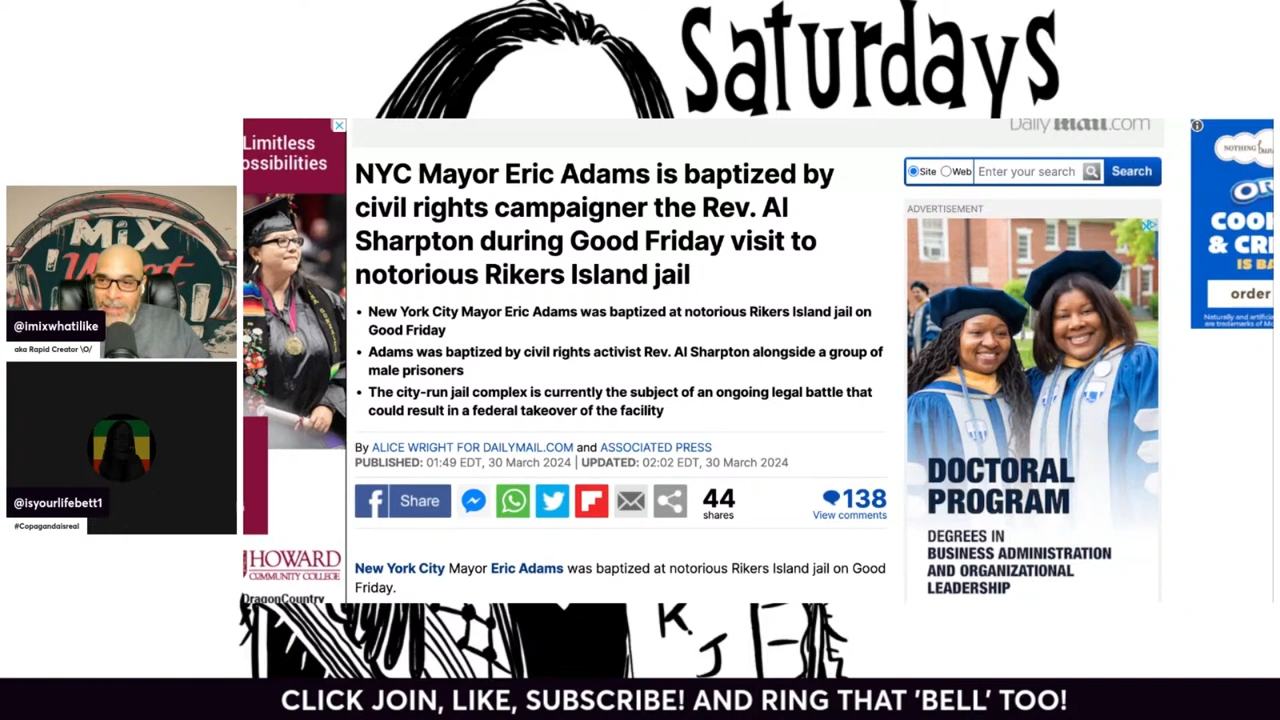 Saturdays
Limitless
ossibilities
Daily Mail.com
NYC Mayor Eric Adams is baptized by
civil rights campaigner the Rev. Al
Sharpton during Good Friday visit to
notorious Rikers Island jail
• New York City Mayor Eric Adams was baptized at notorious Rikers Island jail on
Good Friday
• Adams was baptized by civil rights activist Rev. Al Sharpton alongside a group of
male prisoners
• The city-run jail complex is currently the subject of an ongoing legal battle that
could result in a federal takeover of the facility
By ALICE WRIGHT FOR DAILYMAIL.COM and ASSOCIATED PRESS
PUBLISHED: 01:49 EDT, 30 March 2024 | UPDATED: 02:02 EDT, 30 March 2024
Share
44
shares
138
View comments
New York City Mayor Eric Adams was baptized at notorious Rikers Island jail on Good
Friday.
Site Web Enter your search Search
ADVERTISEMENT
DOCTORAL
PROGRAM
DEGREES IN
BUSINESS ADMINISTRATION
AND ORGANIZATIONAL
LEADERSHIP
NOTHING
COO
& CR
IS BA
order
MiX
What
@imixwhatilike
aka Rapid Creator \O/
@isyourlifebett1
#Copagandaisreal
HOWARD
COMMUNITY COLLEGE
DragonCountry
K.
J
E
CLICK JOIN, LIKE, SUBSCRIBE! AND RING THAT 'BELL' TOO!